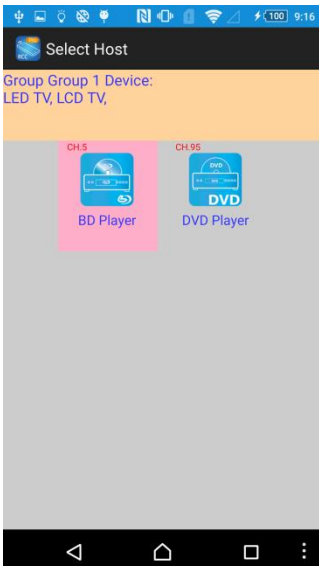 100 9:16
Select Host
Group Group 1 Device:
LED TV, LCD TV,
CH.5 CH.95
DVD
DVD
BD Player DVD Player